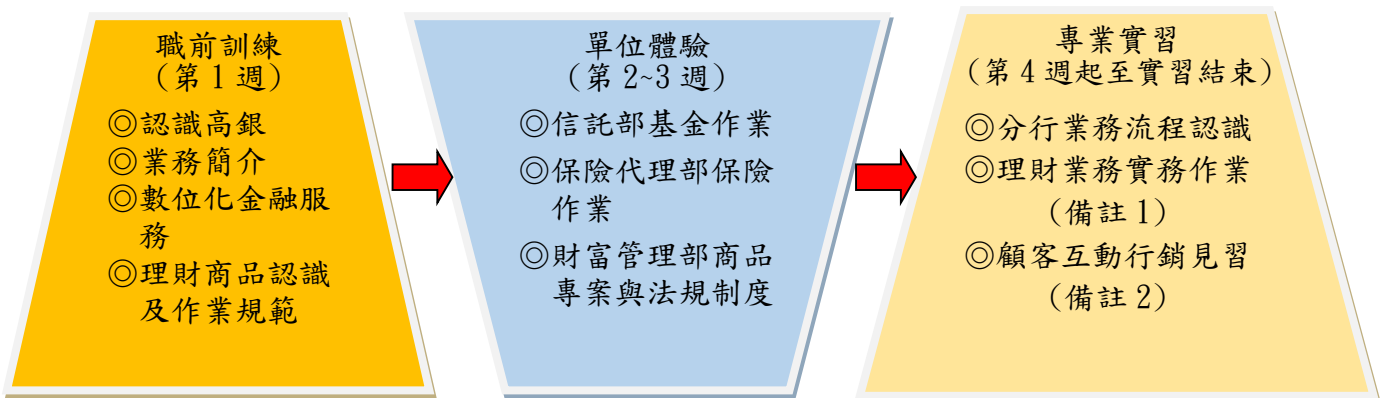 職前訓練
（第1週）
◎認識高銀
◎業務簡介
◎數位化金融服
務
◎理財商品認識
及作業規範
單位體驗
（第2~3週）
◎信託部基金作業
◎保險代理部保險
作業
◎財富管理部商品
專案與法規制度
專業實習
（第4週起至實習結束）
◎分行業務流程認識
◎理財業務實務作業
（備註1）
◎顧客互動行銷見習
（備註2）